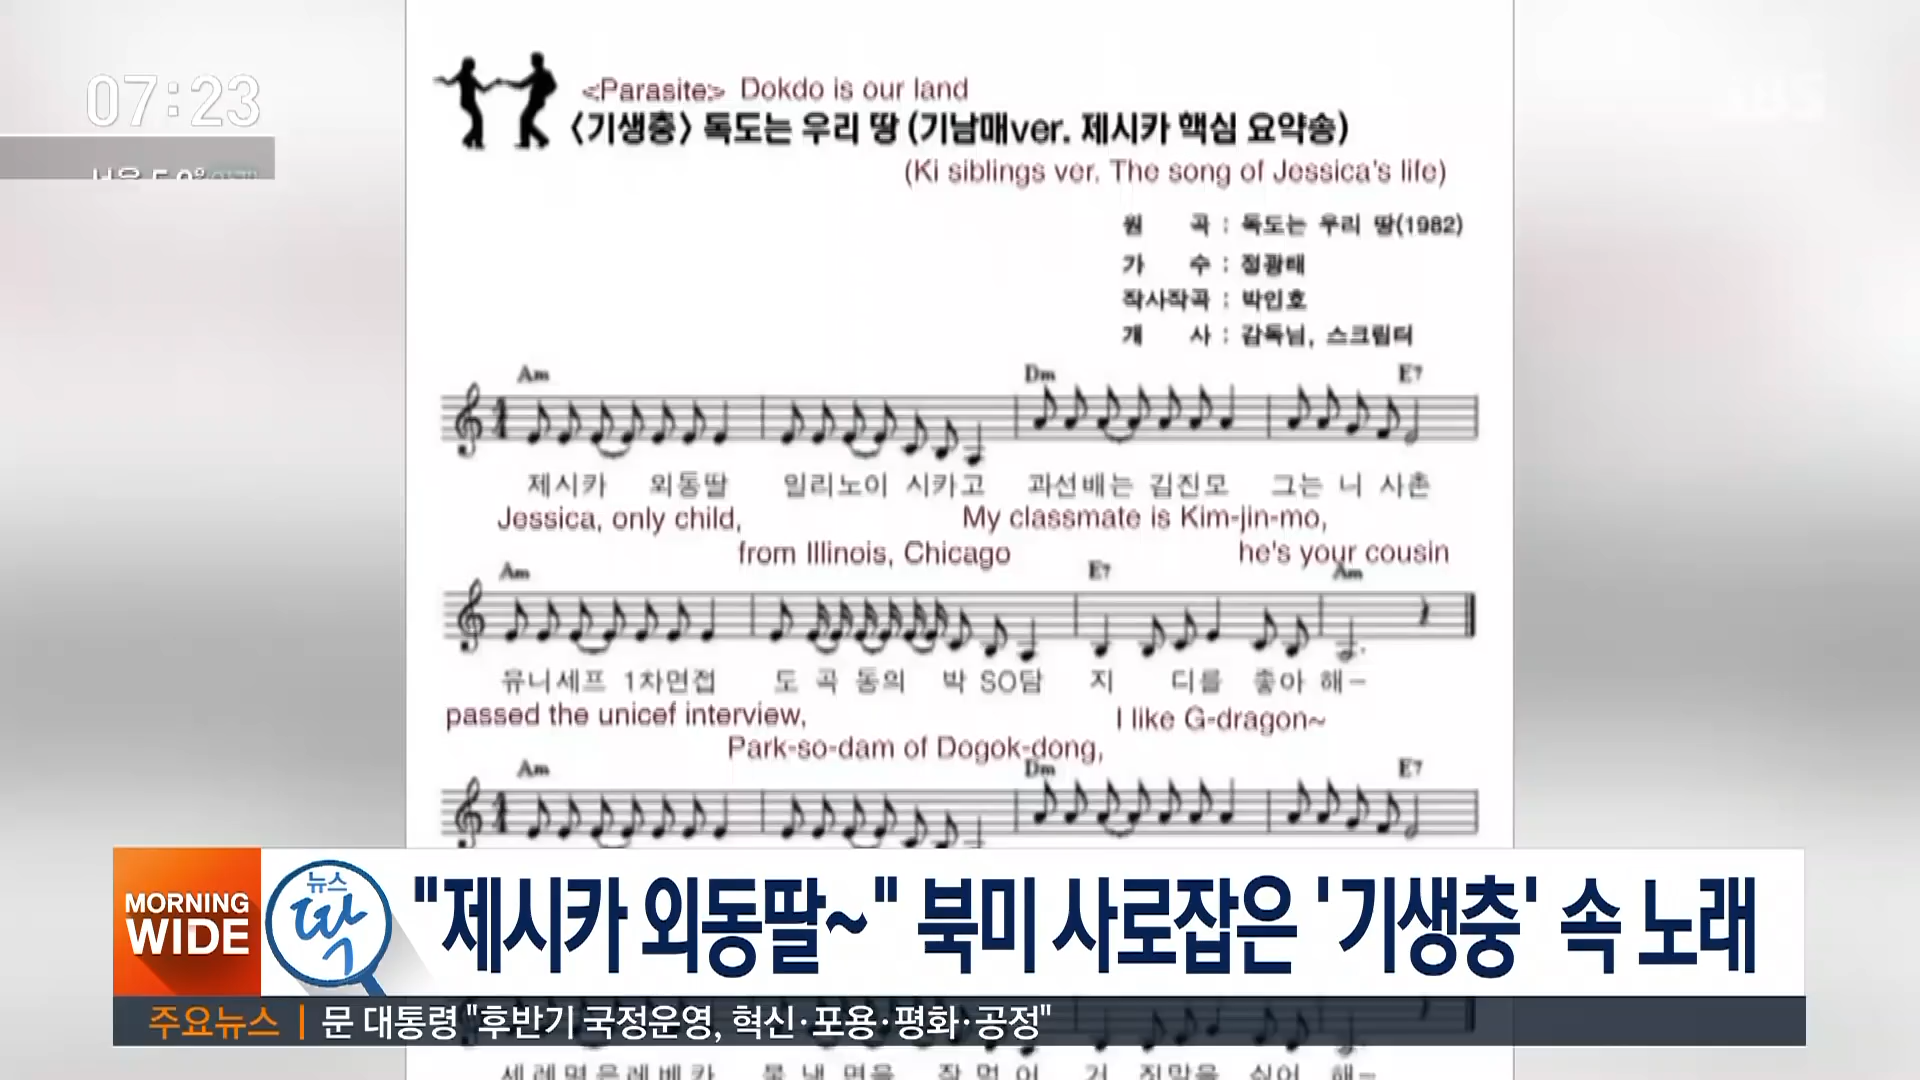 07:23
SBS
<Parasite> Dokdo is our land
<기생충> 독도는 우리 땅 (기남매ver. 제시카 핵심 요약송)
(Ki siblings ver. The song of Jessica's life)
원 곡 : 독도는 우리 땅(1982)
가 수 : 정광태
작사작곡 : 박인호
개 사 : 감독님, 스크립터
Am Dm E7
제시카 외동딸 일리노이 시카고 과선배는 김진모 그는 니 사촌
Jessica, only child, My classmate is Kim-jin-mo,
from Illinois, Chicago he's your cousin
Am E7 Am
유니세프 1차면접 도 곡 동의 박 SO담 지 디를 좋아 해-
passed the unicef interview, I like G-dragon~
Park-so-dam of Dogok-dong,
Am Dm E7
MORNING
WIDE
뉴스
딱
"제시카 외동딸~" 북미 사로잡은 '기생충' 속 노래
주요뉴스 | 문 대통령 "후반기 국정운영, 혁신·포용·평화·공정"